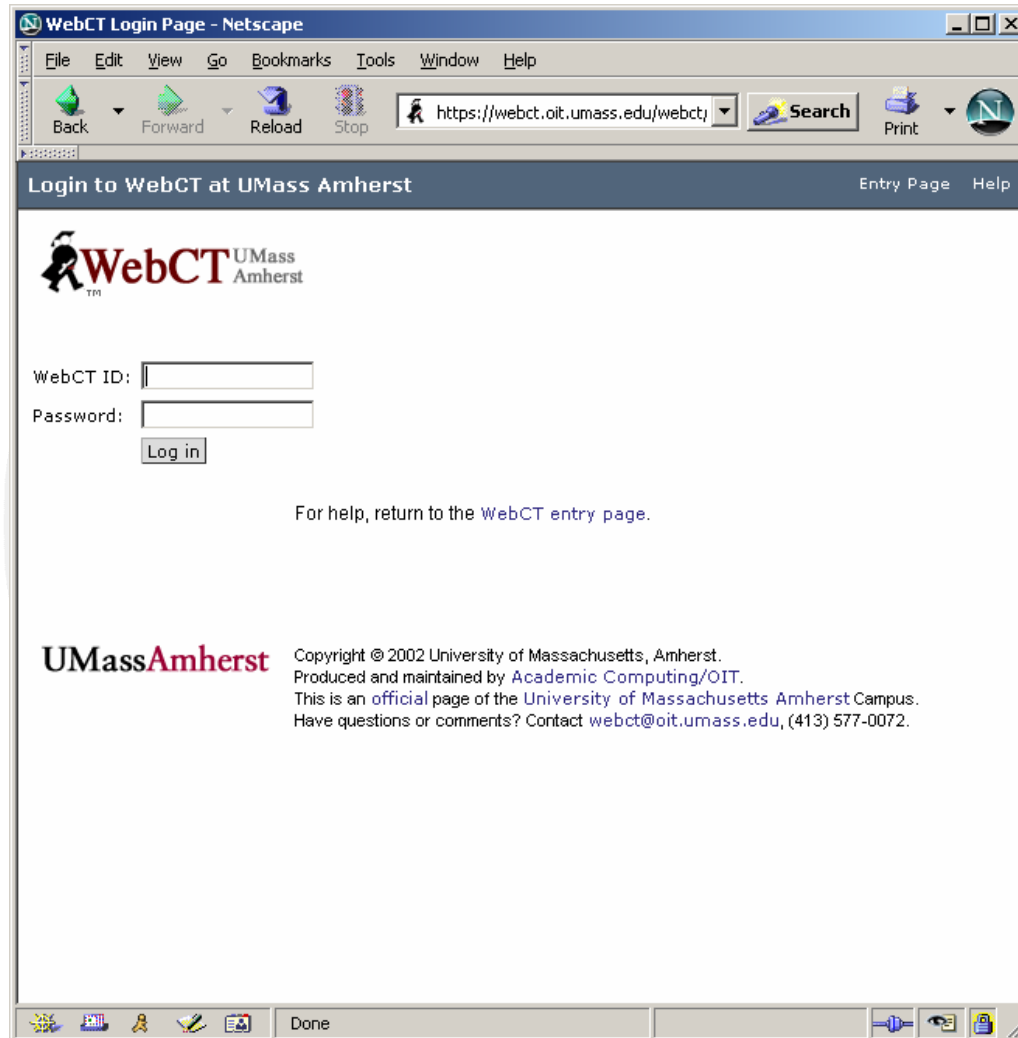 WebCT Login Page - Netscape
File Edit View Go Bookmarks Tools Window Help
Back Forward Reload Stop https://webct.oit.umass.edu/webct/ Search Print N
Login to WebCT at UMass Amherst Entry Page Help
WebCT UMass
Amherst
TM
WebCT ID:
Password:
Log in
For help, return to the WebCT entry page.
UMassAmherst
Copyright © 2002 University of Massachusetts, Amherst.
Produced and maintained by Academic Computing/OIT.
This is an official page of the University of Massachusetts Amherst Campus.
Have questions or comments? Contact webct@oit.umass.edu, (413) 577-0072.
Done